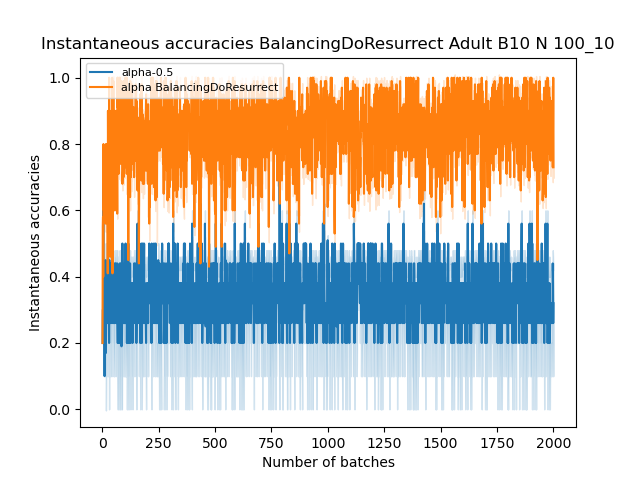 Instantaneous accuracies BalancingDoResurrect Adult B10 N 100_10
alpha-0.5
alpha BalancingDoResurrect
1.0
0.8
0.6
0.4
0.2
0.0
Instantaneous accuracies
0 250 500 750 1000 1250 1500 1750 2000
Number of batches